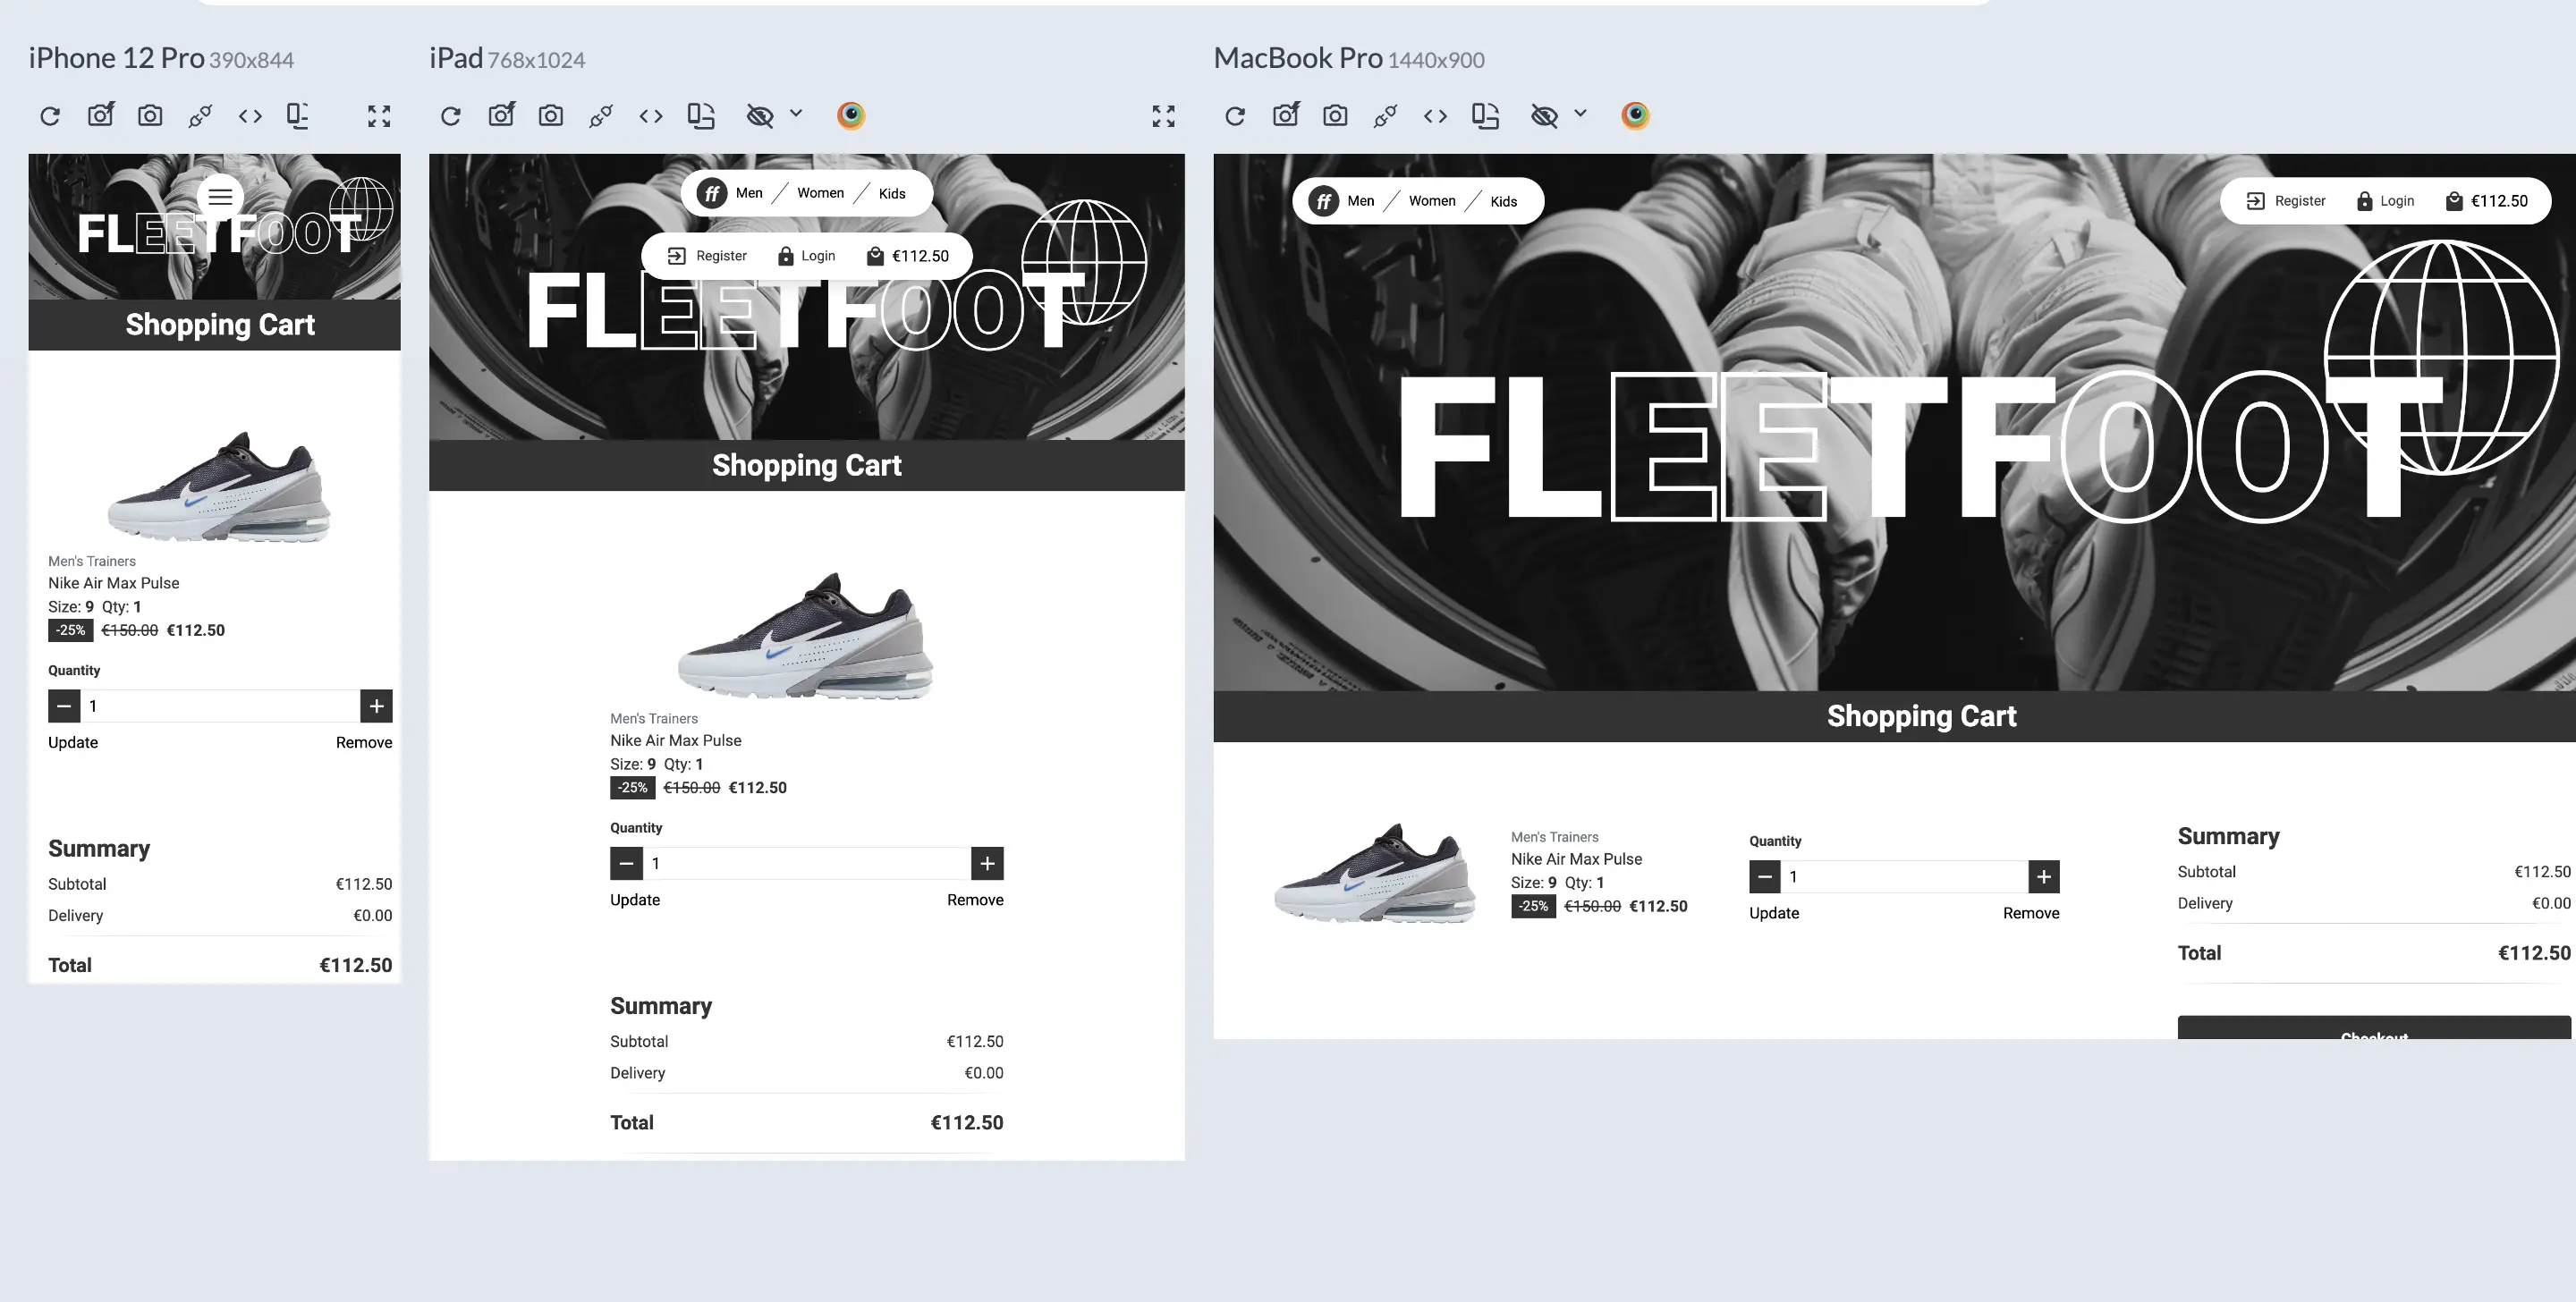 iPhone 12 Pro 390x844
FLEETFOOT
Shopping Cart
Men's Trainers
Nike Air Max Pulse
Size: 9 Qty: 1
-25% €150.00 €112.50
Quantity
1
Update Remove
Summary
Subtotal €112.50
Delivery €0.00
Total €112.50
iPad 768x1024
ff Men Women Kids
Register Login €112.50
FLEETFOOT
Shopping Cart
Men's Trainers
Nike Air Max Pulse
Size: 9 Qty: 1
-25% €150.00 €112.50
Quantity
1
Update Remove
Summary
Subtotal €112.50
Delivery €0.00
Total €112.50
MacBook Pro 1440x900
ff Men Women Kids Register Login €112.50
FLEETFOOT
Shopping Cart
Men's Trainers
Nike Air Max Pulse
Size: 9 Qty: 1
-25% €150.00 €112.50
Quantity
1
Update Remove
Summary
Subtotal €112.50
Delivery €0.00
Total €112.50
Checkout